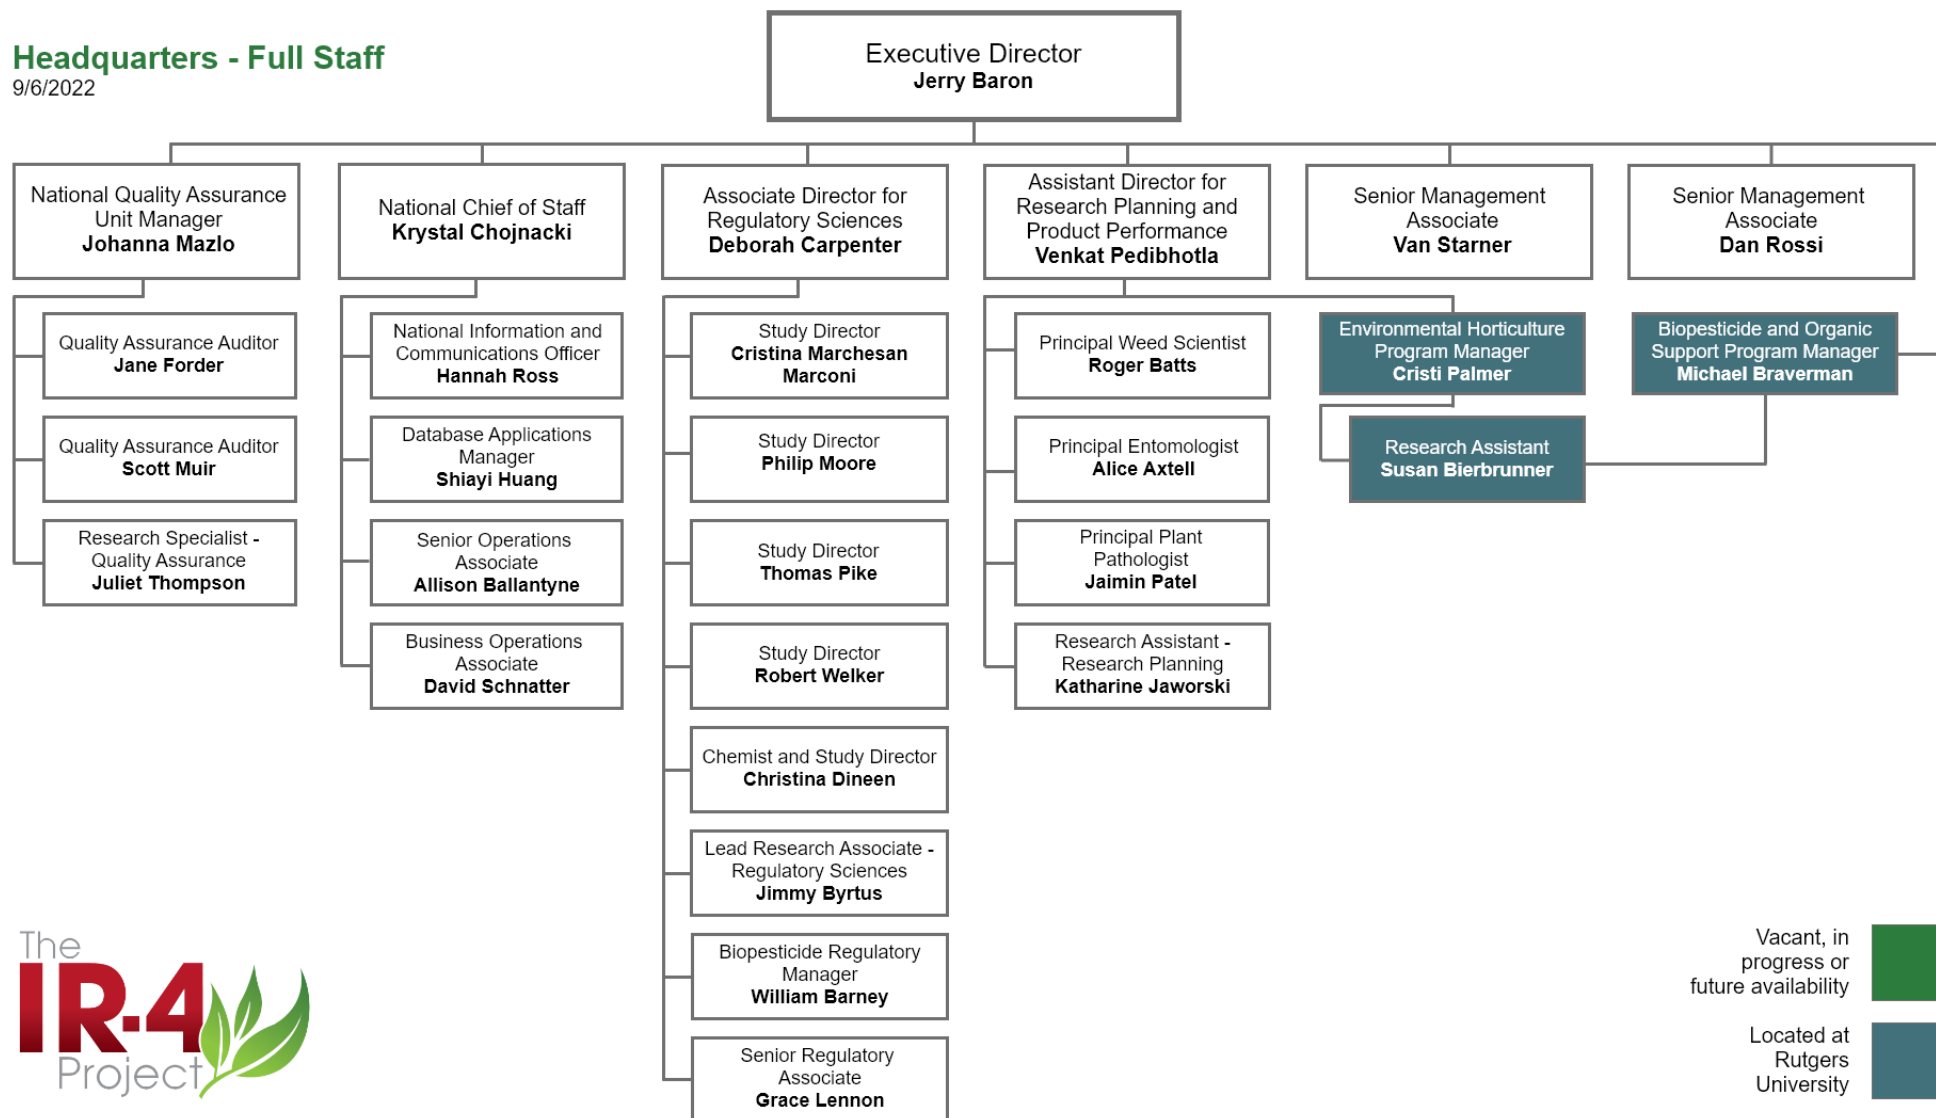 Headquarters - Full Staff
9/6/2022
Executive Director
Jerry Baron
National Quality Assurance
Unit Manager
Johanna Mazlo
National Chief of Staff
Krystal Chojnacki
Associate Director for
Regulatory Sciences
Deborah Carpenter
Assistant Director for
Research Planning and
Product Performance
Venkat Pedibhotla
Senior Management
Associate
Van Starner
Senior Management
Associate
Dan Rossi
Quality Assurance Auditor
Jane Forder
Quality Assurance Auditor
Scott Muir
Research Specialist -
Quality Assurance
Juliet Thompson
National Information and
Communications Officer
Hannah Ross
Database Applications
Manager
Shiayi Huang
Senior Operations
Associate
Allison Ballantyne
Business Operations
Associate
David Schnatter
Study Director
Cristina Marchesan
Marconi
Study Director
Philip Moore
Study Director
Thomas Pike
Study Director
Robert Welker
Chemist and Study Director
Christina Dineen
Lead Research Associate -
Regulatory Sciences
Jimmy Byrtus
Biopesticide Regulatory
Manager
William Barney
Senior Regulatory
Associate
Grace Lennon
Principal Weed Scientist
Roger Batts
Principal Entomologist
Alice Axtell
Principal Plant
Pathologist
Jaimin Patel
Research Assistant -
Research Planning
Katharine Jaworski
Environmental Horticulture
Program Manager
Cristi Palmer
Research Assistant
Susan Bierbrunner
Biopesticide and Organic
Support Program Manager
Michael Braverman
The
IR-4
Project
Vacant, in
progress or
future availability
Located at
Rutgers
University